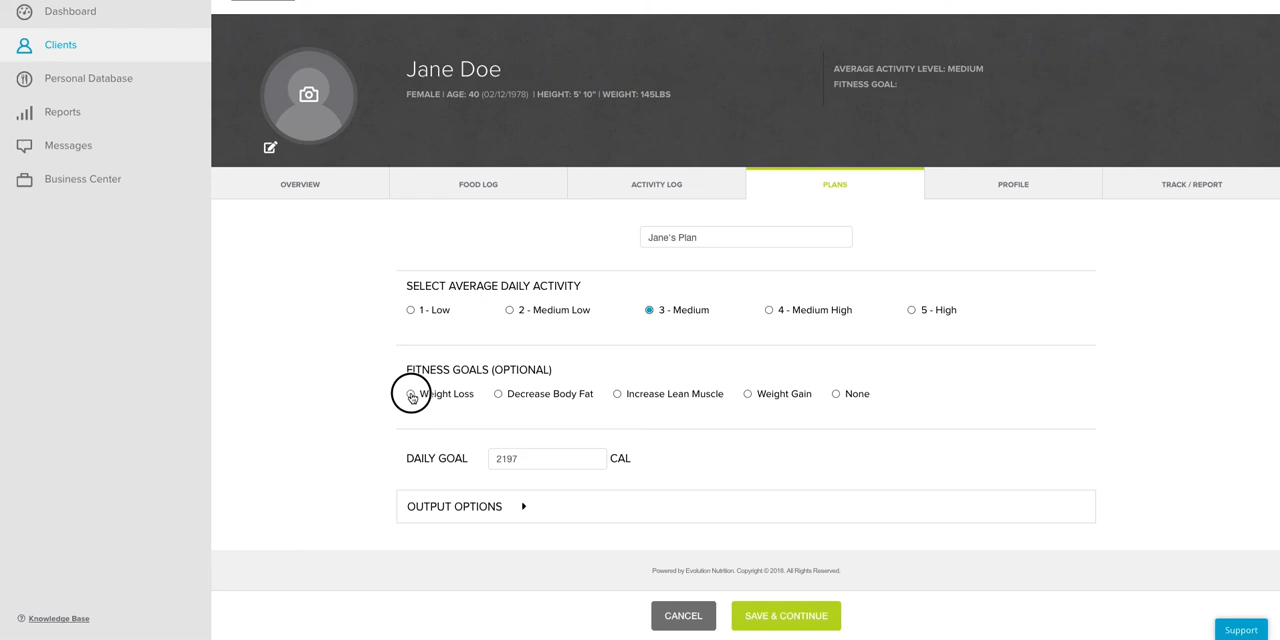 Dashboard
Clients
Personal Database
Reports
Messages
Business Center
Knowledge Base
Jane Doe
FEMALE | AGE: 40 (02/12/1978) | HEIGHT: 5' 10" | WEIGHT: 145LBS
AVERAGE ACTIVITY LEVEL: MEDIUM
FITNESS GOAL:
OVERVIEW FOOD LOG ACTIVITY LOG PLANS PROFILE TRACK / REPORT
Jane's Plan
SELECT AVERAGE DAILY ACTIVITY
1 - Low 2 - Medium Low 3 - Medium 4 - Medium High 5 - High
FITNESS GOALS (OPTIONAL)
Weight Loss Decrease Body Fat Increase Lean Muscle Weight Gain None
DAILY GOAL 2197 CAL
OUTPUT OPTIONS
Powered by Evolution Nutrition. Copyright © 2018. All Rights Reserved.
CANCEL SAVE & CONTINUE
Support